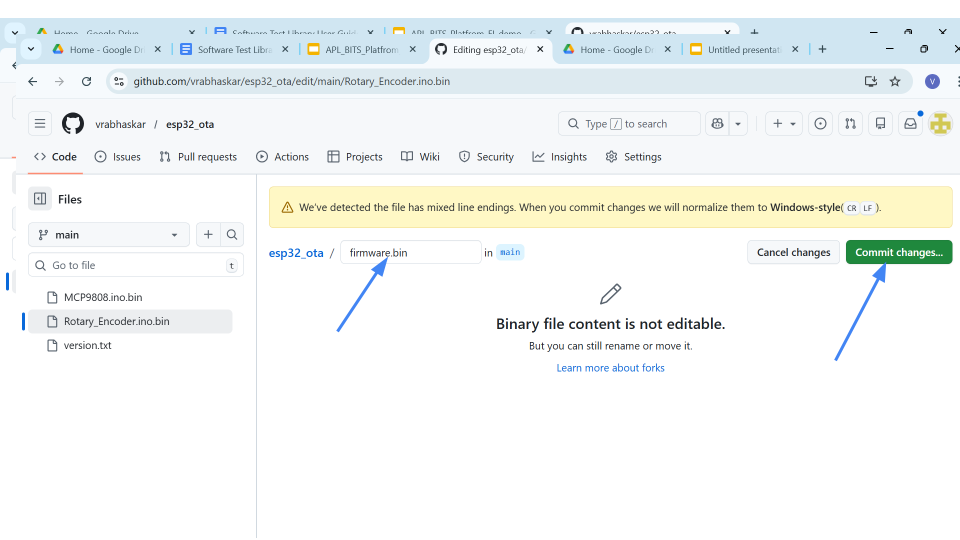 Home - Google Drive
Software Test Library User Guid
vrabhaskar/esp32_ota
Home - Google Dri
Software Test Libra
APL_BITS_Platfrom
Editing esp32_ota/
Home - Google Dri
Untitled presentati
github.com/vrabhaskar/esp32_ota/edit/main/Rotary_Encoder.ino.bin
V
vrabhaskar / esp32_ota
Type / to search
Code
Issues
Pull requests
Actions
Projects
Wiki
Security
Insights
Settings
Files
main
Go to file
t
MCP9808.ino.bin
Rotary_Encoder.ino.bin
version.txt
We've detected the file has mixed line endings. When you commit changes we will normalize them to Windows-style( CR LF ).
esp32_ota / firmware.bin in main
Cancel changes
Commit changes...
Binary file content is not editable.
But you can still rename or move it.
Learn more about forks